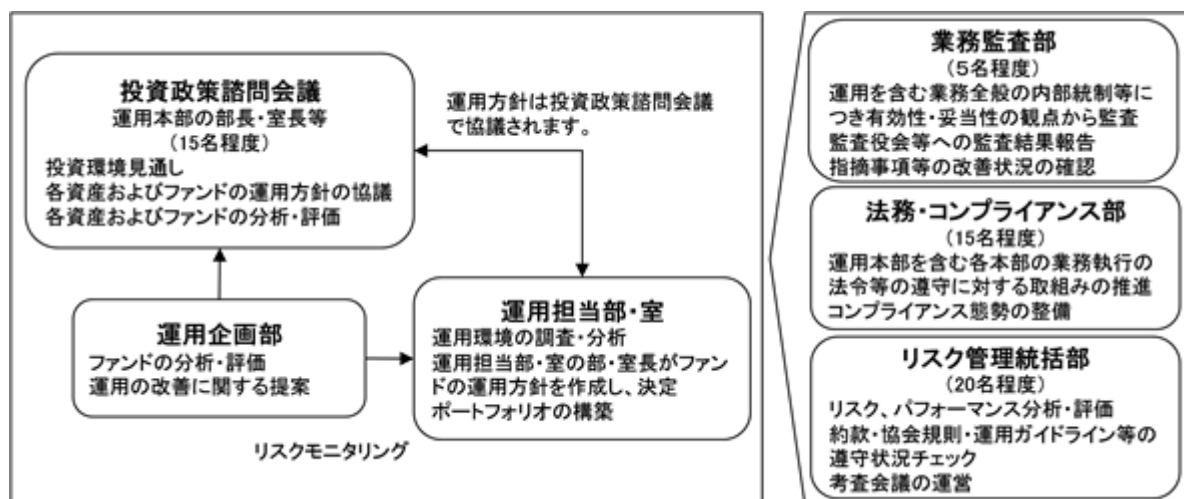 投資政策諮問会議
運用本部の部長・室長等
(15名程度)
投資環境見通し
各資産およびファンドの運用方針の協議
各資産およびファンドの分析・評価
運用方針は投資政策諮問会議
で協議されます。
運用企画部
ファンドの分析・評価
運用の改善に関する提案
運用担当部・室
運用環境の調査・分析
運用担当部・室の部・室長がファン
ドの運用方針を作成し、決定
ポートフォリオの構築
リスクモニタリング
業務監査部
(5名程度)
運用を含む業務全般の内部統制等に
つき有効性・妥当性の観点から監査
監査役会等への監査結果報告
指摘事項等の改善状況の確認
法務・コンプライアンス部
(15名程度)
運用本部を含む各本部の業務執行の
法令等の遵守に対する取組みの推進
コンプライアンス態勢の整備
リスク管理統括部
(20名程度)
リスク、パフォーマンス分析・評価
約款・協会規則・運用ガイドライン等の
遵守状況チェック
考査会議の運営